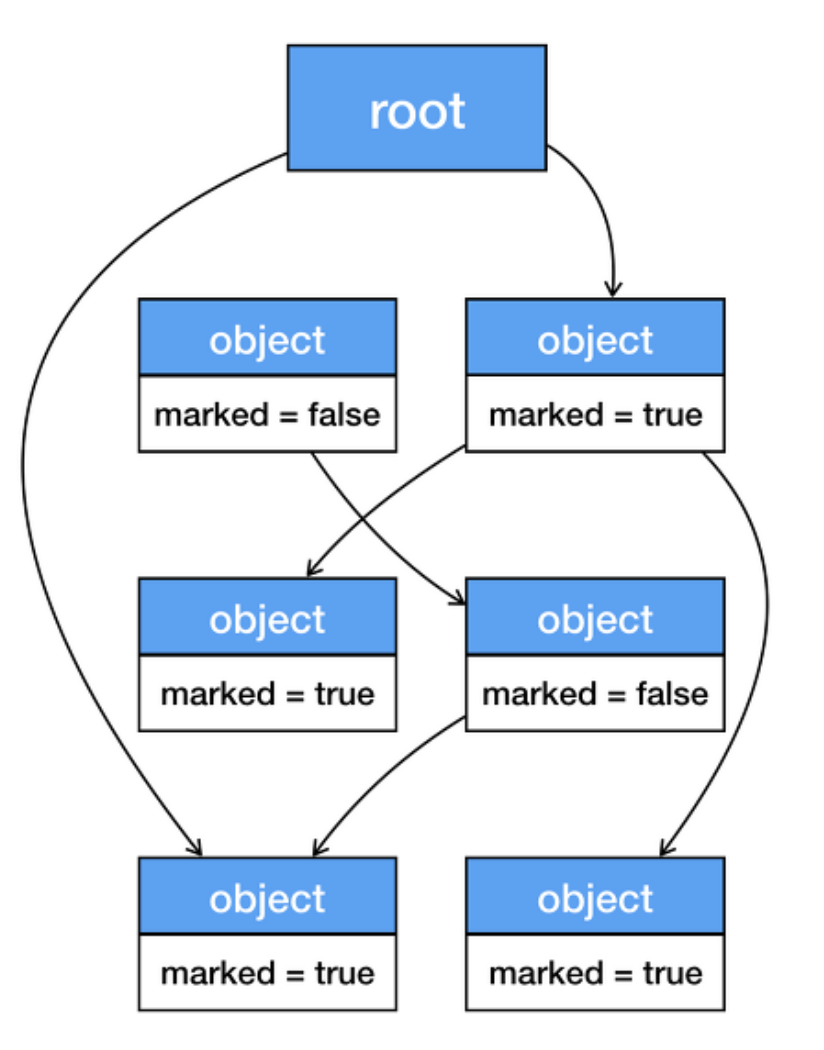 root
object
marked = false
object
marked = true
object
marked = true
object
marked = false
object
marked = true
object
marked = true